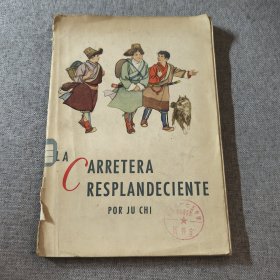 LA
CARRETERA
RESPLANDECIENTE
POR JU CHI